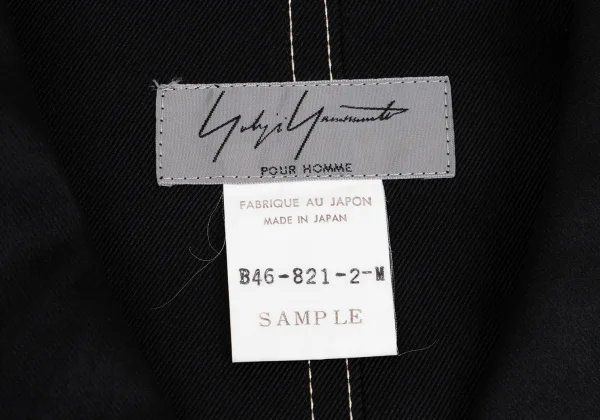 Yohji Yamamoto
POUR HOMME
FABRIQUE AU JAPON
MADE IN JAPAN
B46-821-2-M
SAMPLE